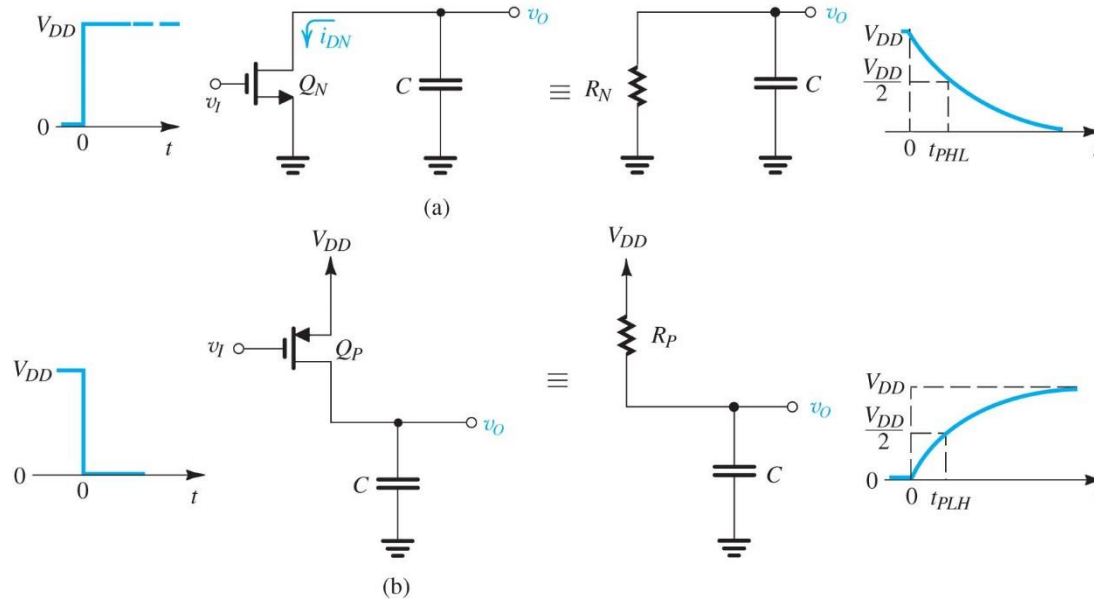 V_DD
0
0
t
v_I
i_DN
Q_N
C
v_O
≡
R_N
C
v_O
V_DD
V_DD/2
0
t_PHL
(a)
V_DD
0
0
t
V_DD
v_I
Q_P
C
v_O
≡
V_DD
R_P
C
v_O
V_DD
V_DD/2
0
0
t_PLH
(b)